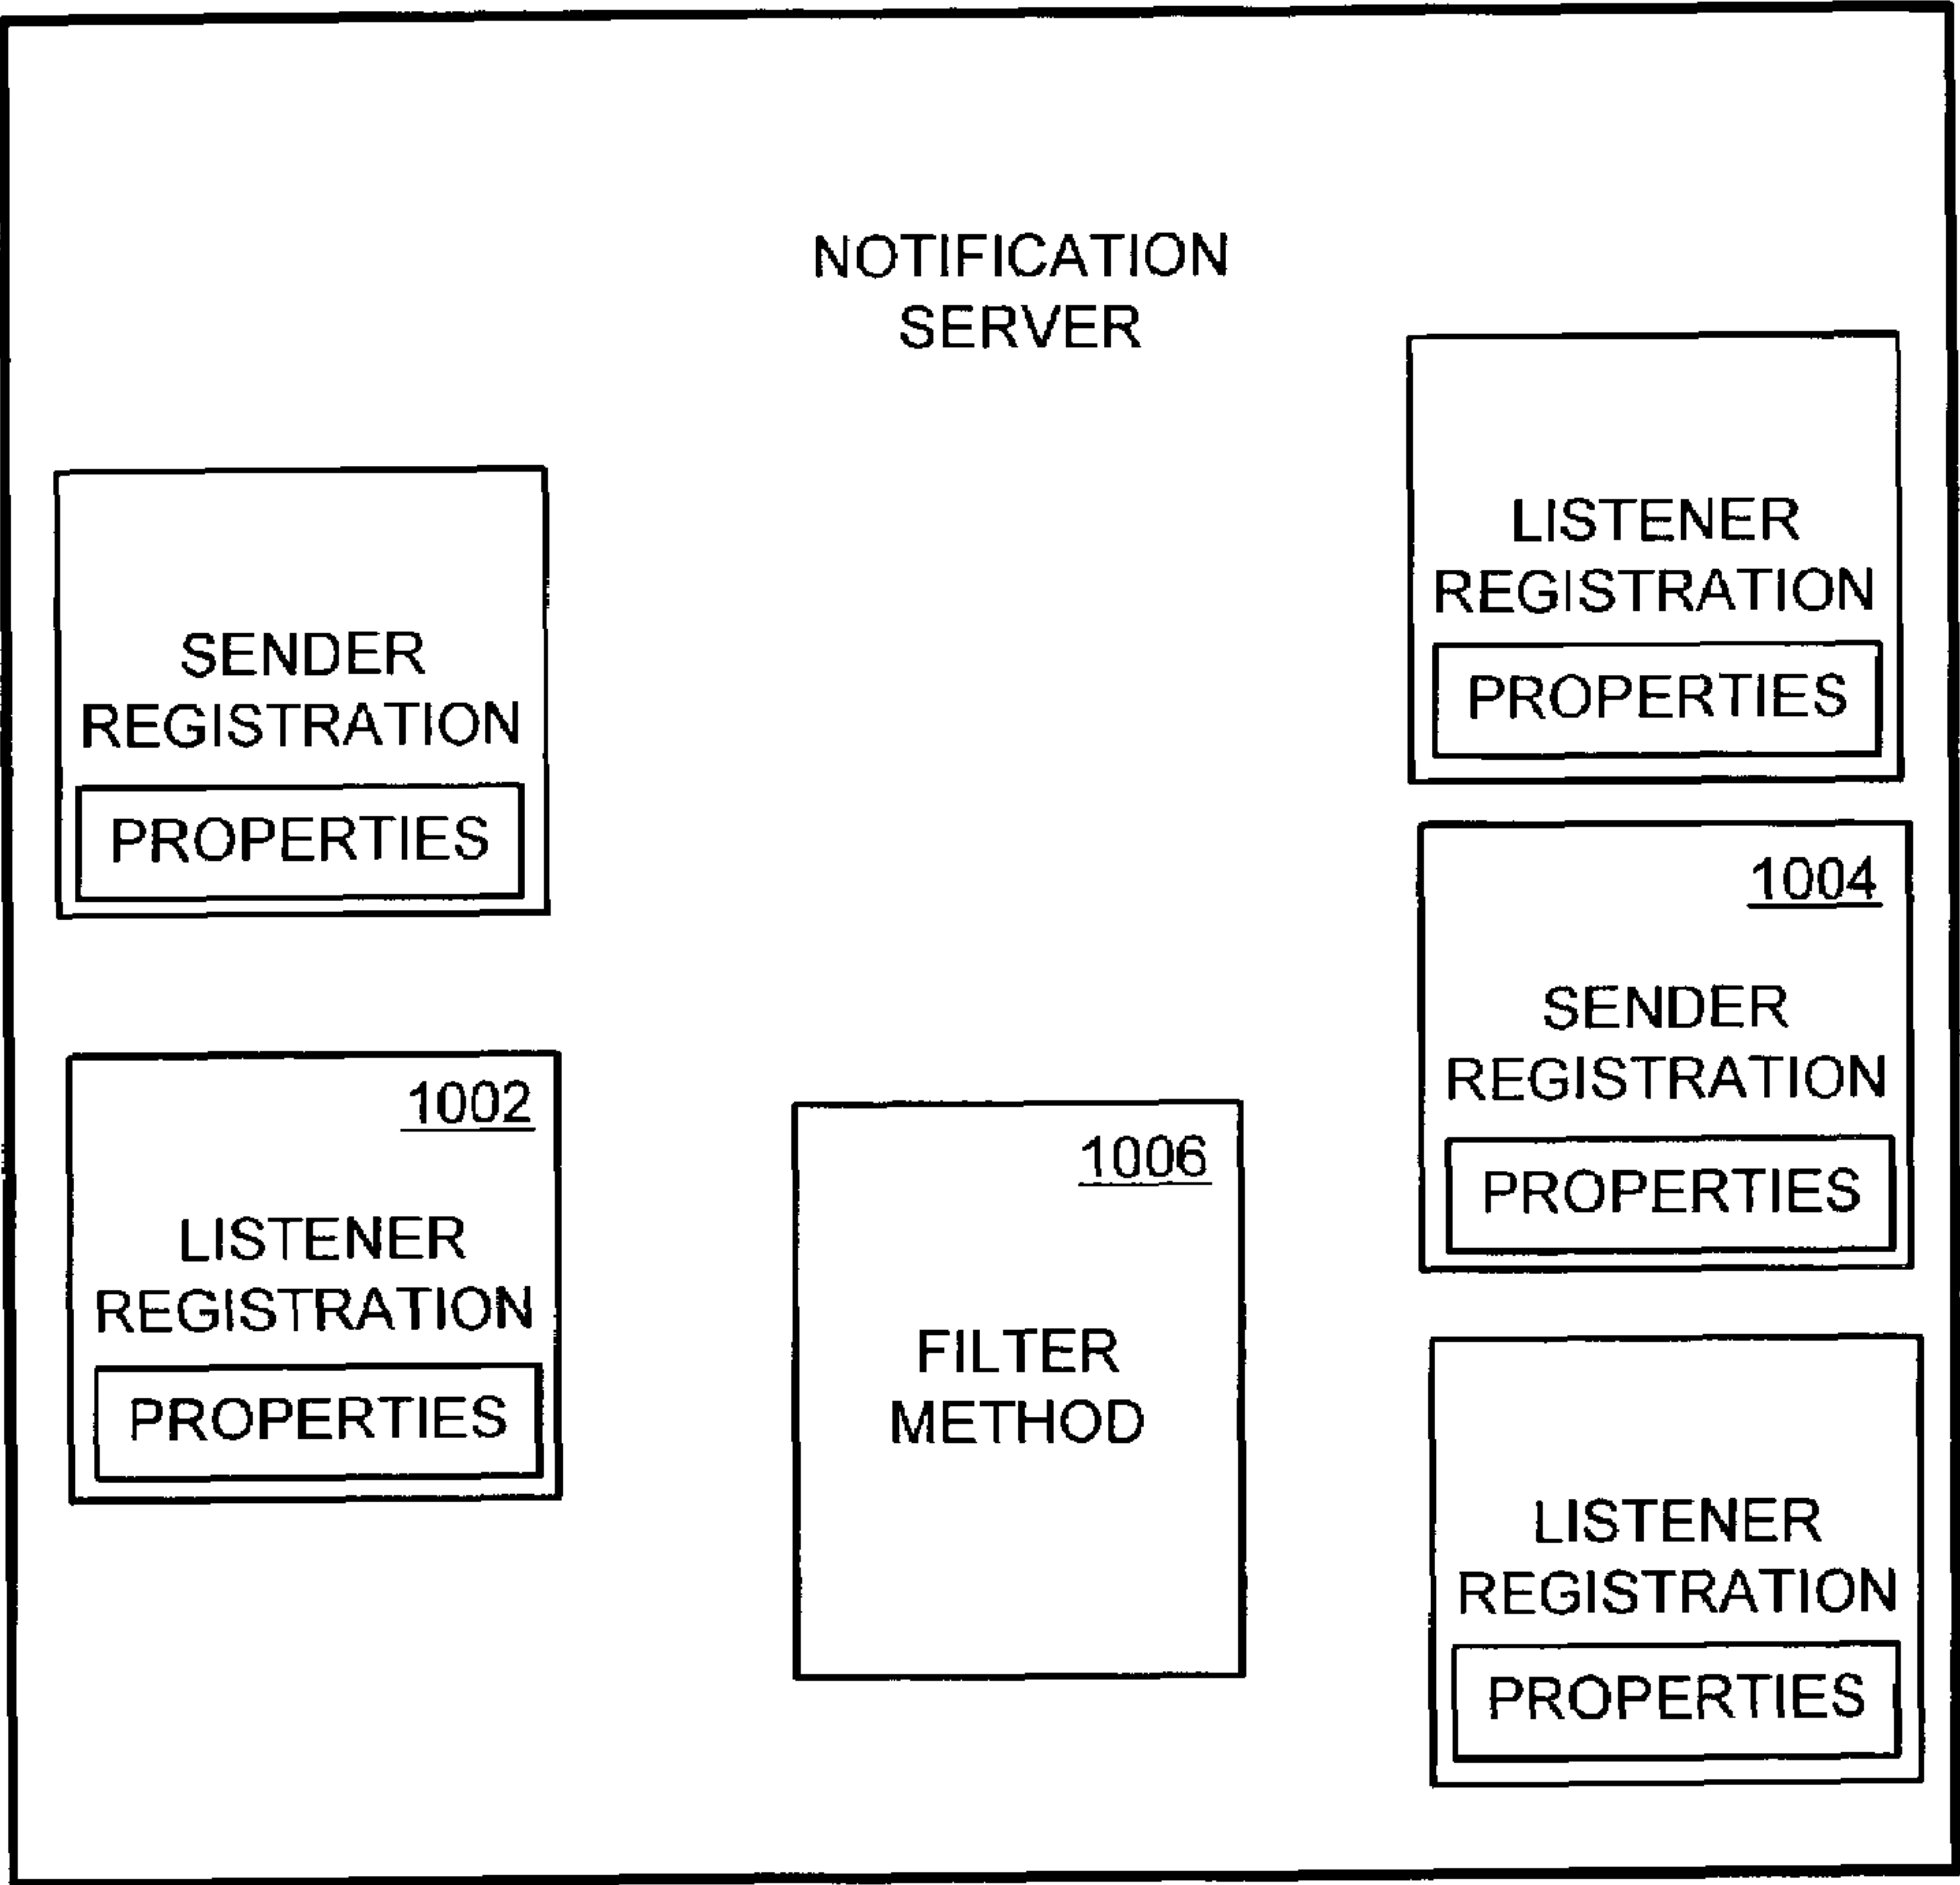 NOTIFICATION
SERVER
SENDER
REGISTRATION
PROPERTIES
1002
LISTENER
REGISTRATION
PROPERTIES
1006
FILTER
METHOD
LISTENER
REGISTRATION
PROPERTIES
1004
SENDER
REGISTRATION
PROPERTIES
LISTENER
REGISTRATION
PROPERTIES